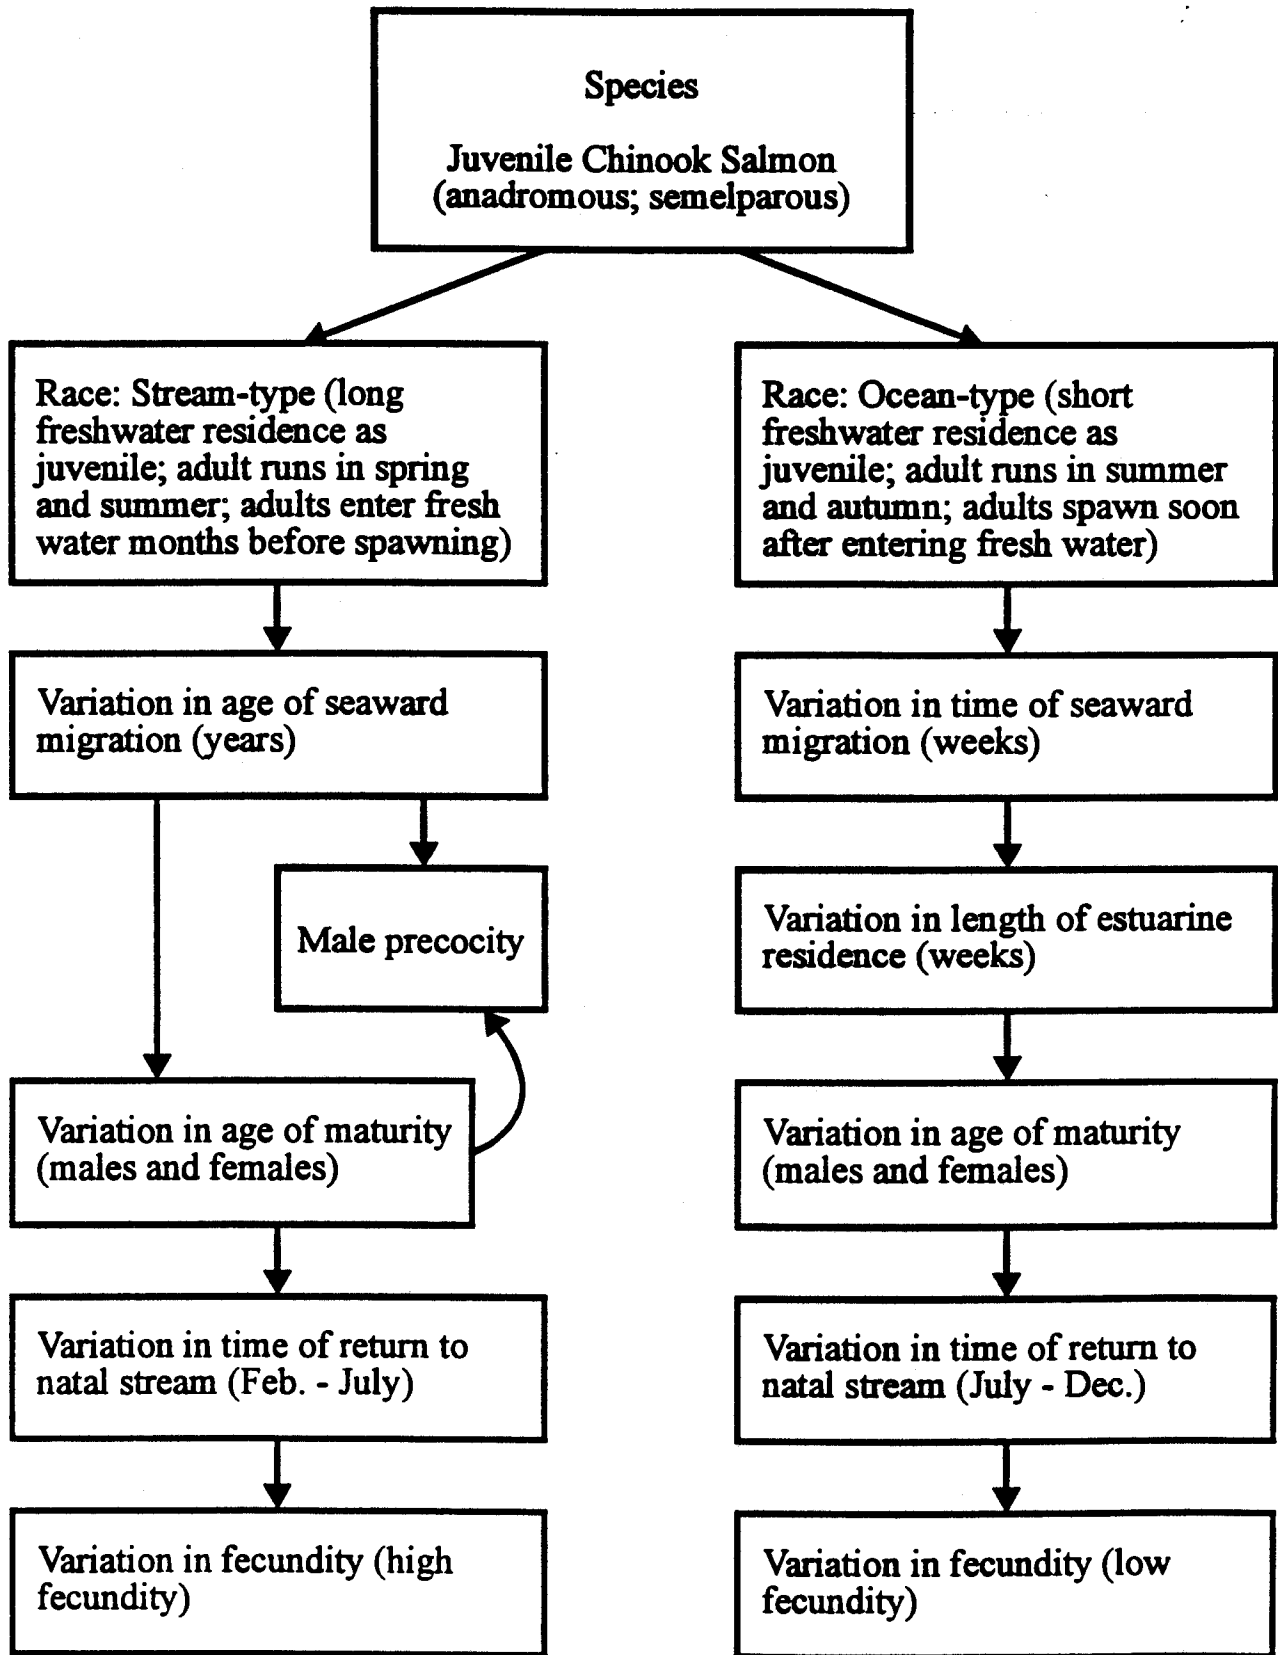 Species
Juvenile Chinook Salmon
(anadromous; semelparous)
Race: Stream-type (long
freshwater residence as
juvenile; adult runs in spring
and summer; adults enter fresh
water months before spawning)
Race: Ocean-type (short
freshwater residence as
juvenile; adult runs in summer
and autumn; adults spawn soon
after entering fresh water)
Variation in age of seaward
migration (years)
Variation in time of seaward
migration (weeks)
Male precocity
Variation in length of estuarine
residence (weeks)
Variation in age of maturity
(males and females)
Variation in age of maturity
(males and females)
Variation in time of return to
natal stream (Feb. - July)
Variation in time of return to
natal stream (July - Dec.)
Variation in fecundity (high
fecundity)
Variation in fecundity (low
fecundity)